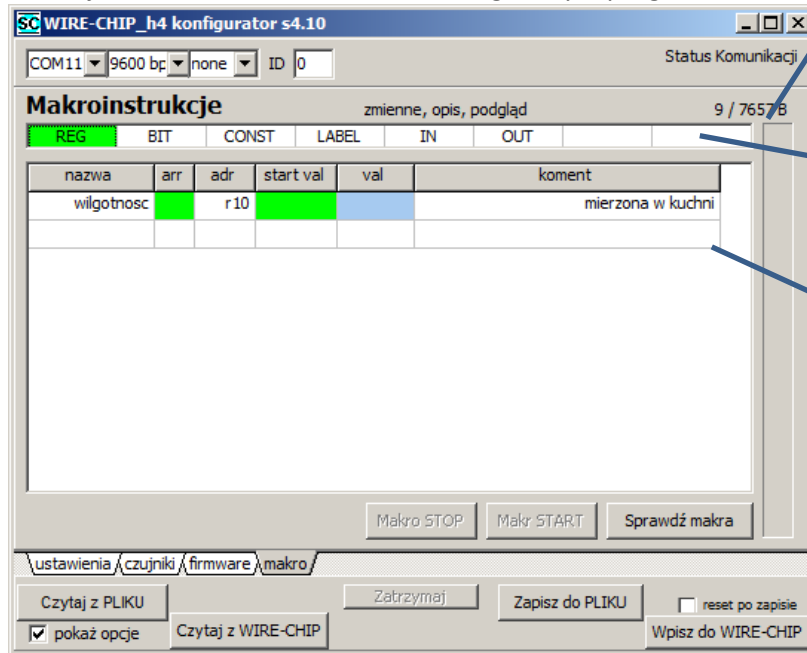 SC WIRE-CHIP_h4 konfigurator s4.10
COM11 9600 bp none ID 0 Status Komunikacji
Makroinstrukcje zmienne, opis, podgląd 9 / 7657 B
REG BIT CONST LABEL IN OUT
nazwa arr adr start val val koment
wilgotnosc r10 mierzona w kuchni
Makro STOP Makr START Sprawdź makra
ustawienia czujniki firmware makro
Czytaj z PLIKU Zatrzymaj Zapisz do PLIKU reset po zapisie
pokaż opcje Czytaj z WIRE-CHIP Wpisz do WIRE-CHIP